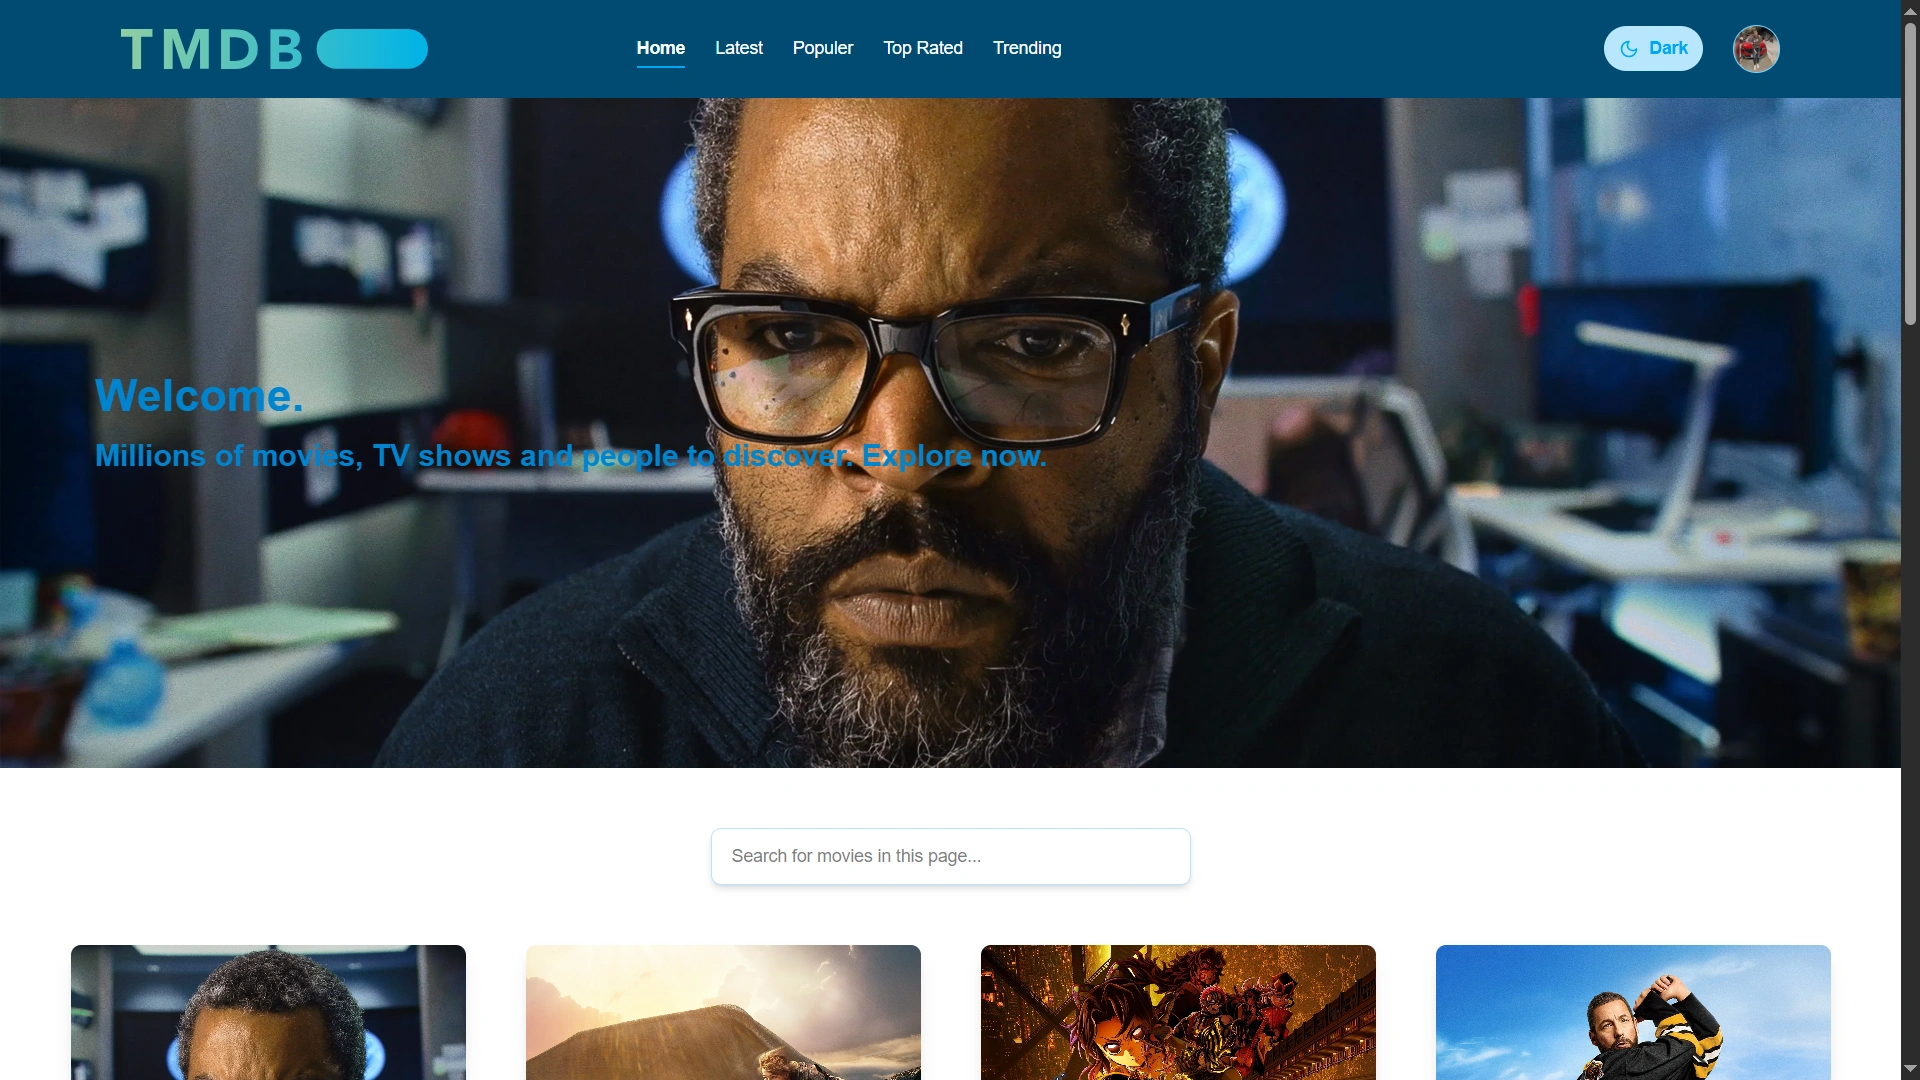 TMDB
Home Latest Populer Top Rated Trending
Dark
Welcome.
Millions of movies, TV shows and people to discover. Explore now.
Search for movies in this page...